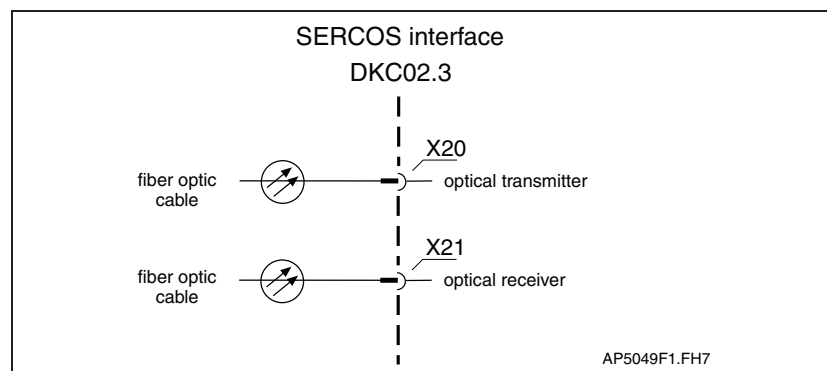 SERCOS interface
DKC02.3
X20
fiber optic
cable
optical transmitter
X21
fiber optic
cable
optical receiver
AP5049F1.FH7